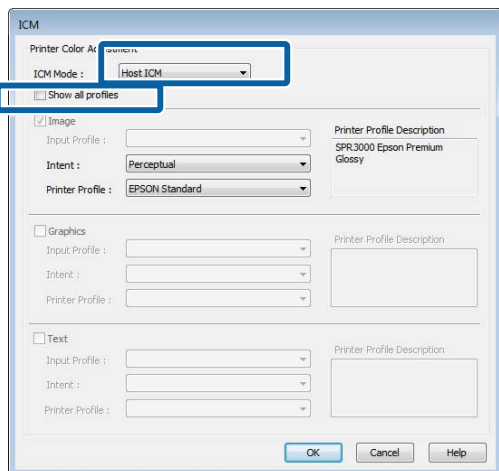 ICM
Printer Color Adjustment
ICM Mode : Host ICM
Show all profiles
Image
Input Profile :
Printer Profile Description
SPR3000 Epson Premium
Glossy
Intent : Perceptual
Printer Profile : EPSON Standard
Graphics
Input Profile :
Printer Profile Description
Intent :
Printer Profile :
Text
Input Profile :
Printer Profile Description
Intent :
Printer Profile :
OK Cancel Help